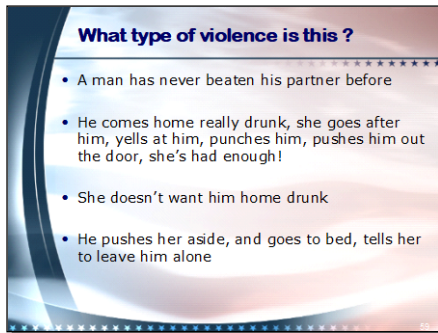 What type of violence is this ?
• A man has never beaten his partner before
• He comes home really drunk, she goes after
him, yells at him, punches him, pushes him out
the door, she's had enough!
• She doesn't want him home drunk
• He pushes her aside, and goes to bed, tells her
to leave him alone